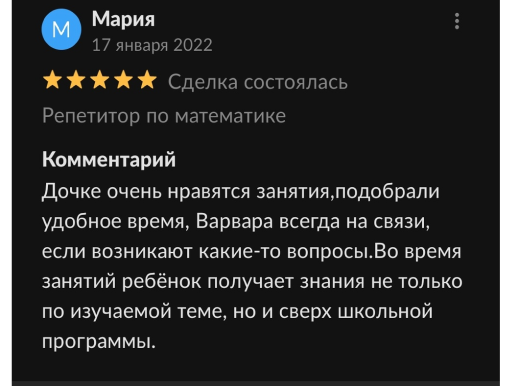 М
Мария
17 января 2022
Сделка состоялась
Репетитор по математике
Комментарий
Дочке очень нравятся занятия,подобрали
удобное время, Варвара всегда на связи,
если возникают какие-то вопросы.Во время
занятий ребёнок получает знания не только
по изучаемой теме, но и сверх школьной
программы.